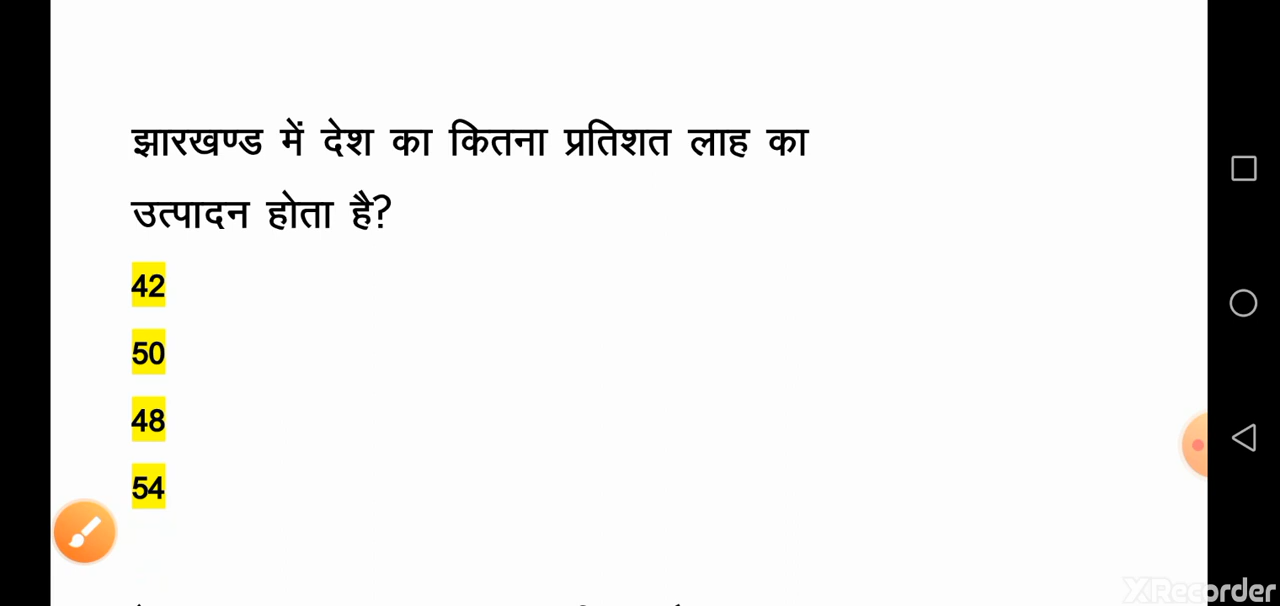 झारखण्ड में देश का कितना प्रतिशत लाह का
उत्पादन होता है?
42
50
48
54
XRecorder